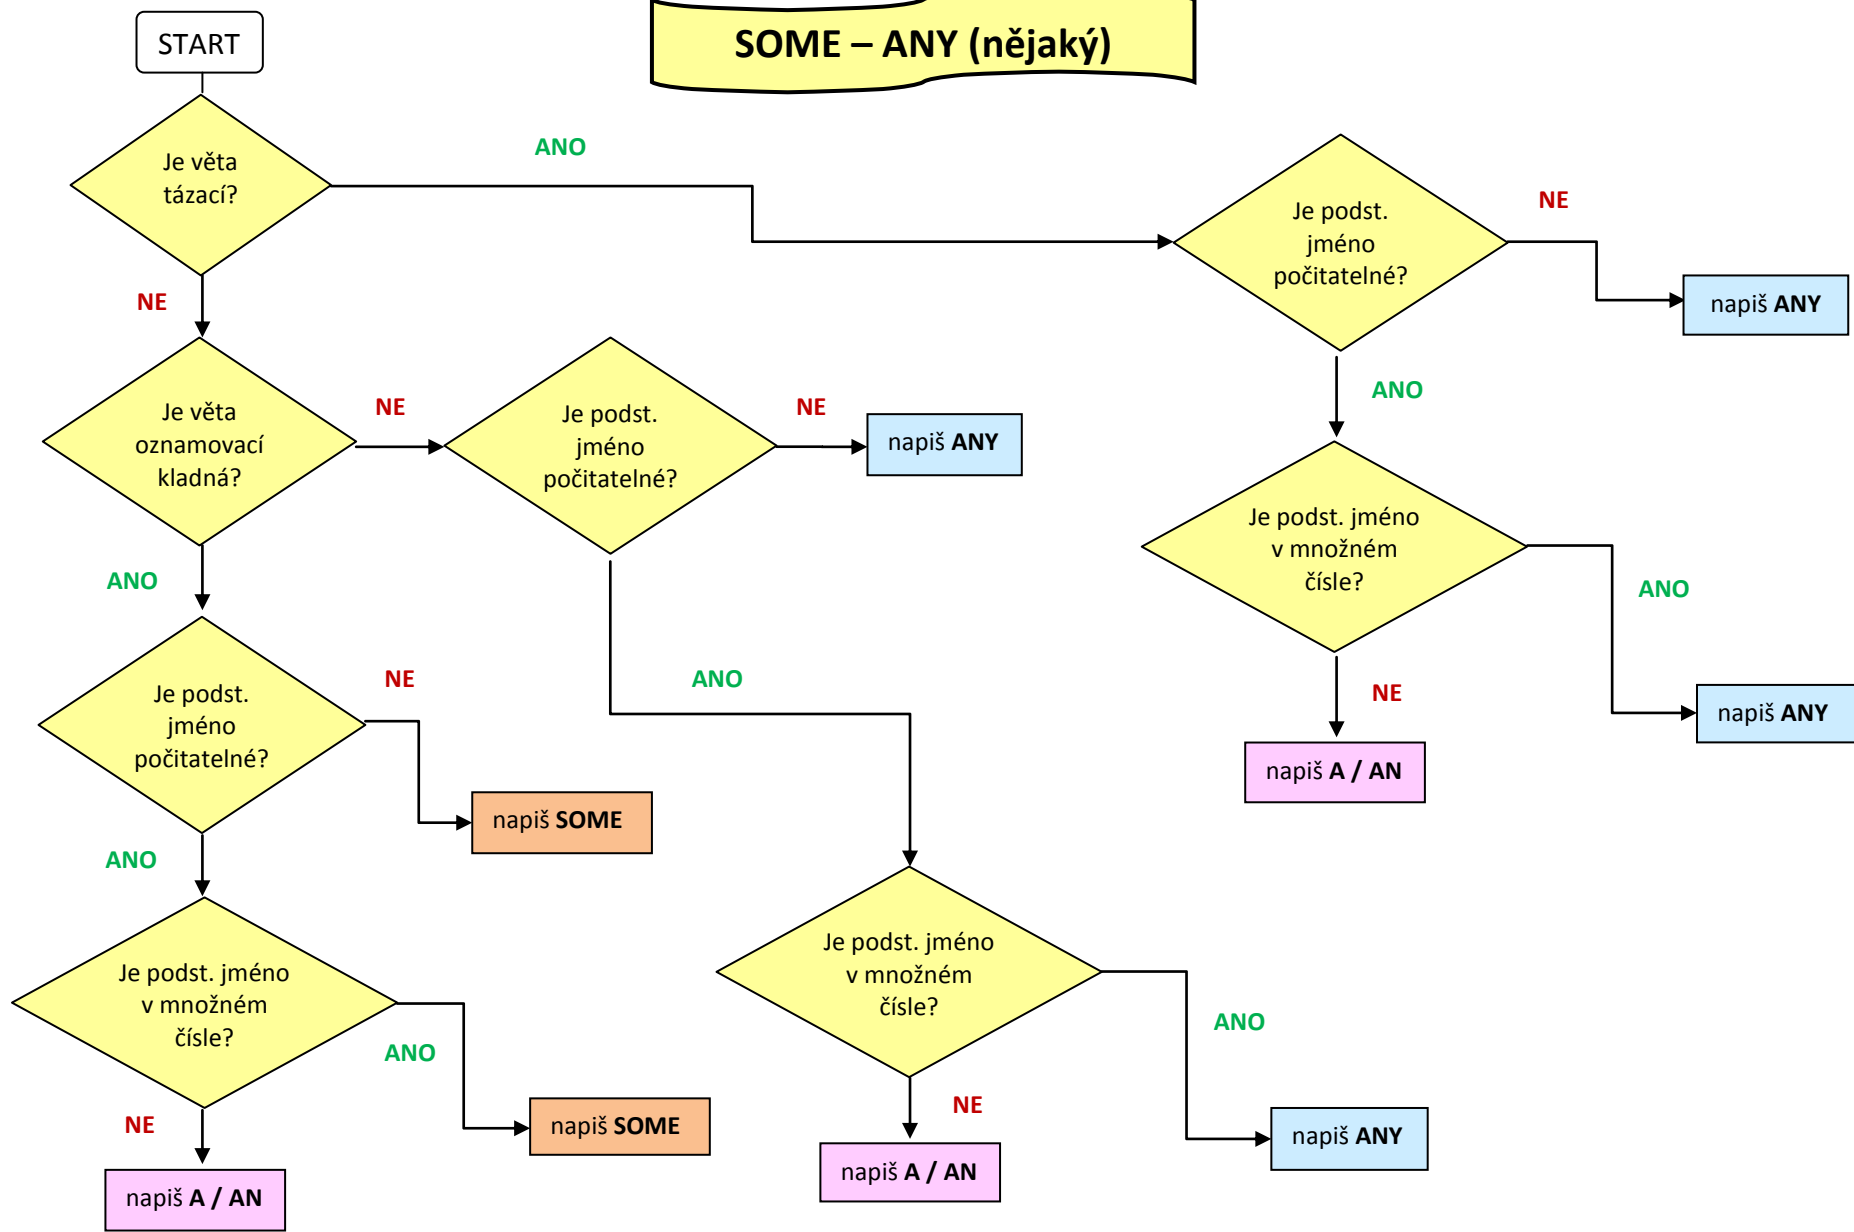 START
SOME – ANY (nějaký)
Je věta
tázací?
ANO
Je podst.
jméno
počitatelné?
NE
napiš ANY
NE
ANO
Je věta
oznamovací
kladná?
NE
Je podst.
jméno
počitatelné?
NE
napiš ANY
Je podst. jméno
v množném
čísle?
ANO
ANO
NE
napiš ANY
napiš A / AN
Je podst.
jméno
počitatelné?
NE
ANO
napiš SOME
ANO
Je podst. jméno
v množném
čísle?
ANO
NE
napiš SOME
napiš A / AN
Je podst. jméno
v množném
čísle?
ANO
NE
napiš ANY
napiš A / AN